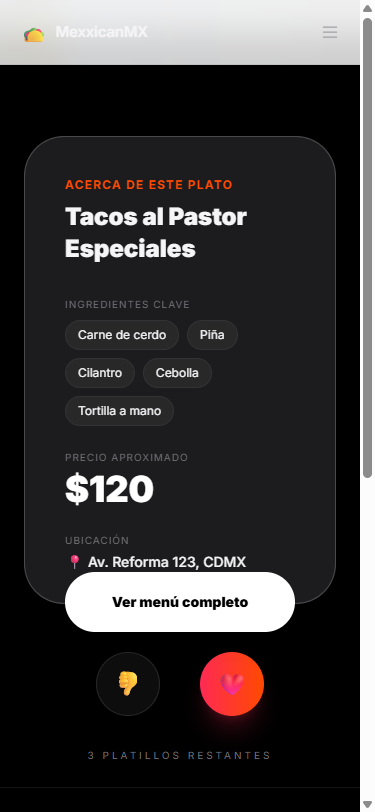 MexxicanMX
ACERCA DE ESTE PLATO
Tacos al Pastor
Especiales
INGREDIENTES CLAVE
Carne de cerdo
Piña
Cilantro
Cebolla
Tortilla a mano
PRECIO APROXIMADO
$120
UBICACIÓN
Av. Reforma 123, CDMX
Ver menú completo
3 PLATILLOS RESTANTES